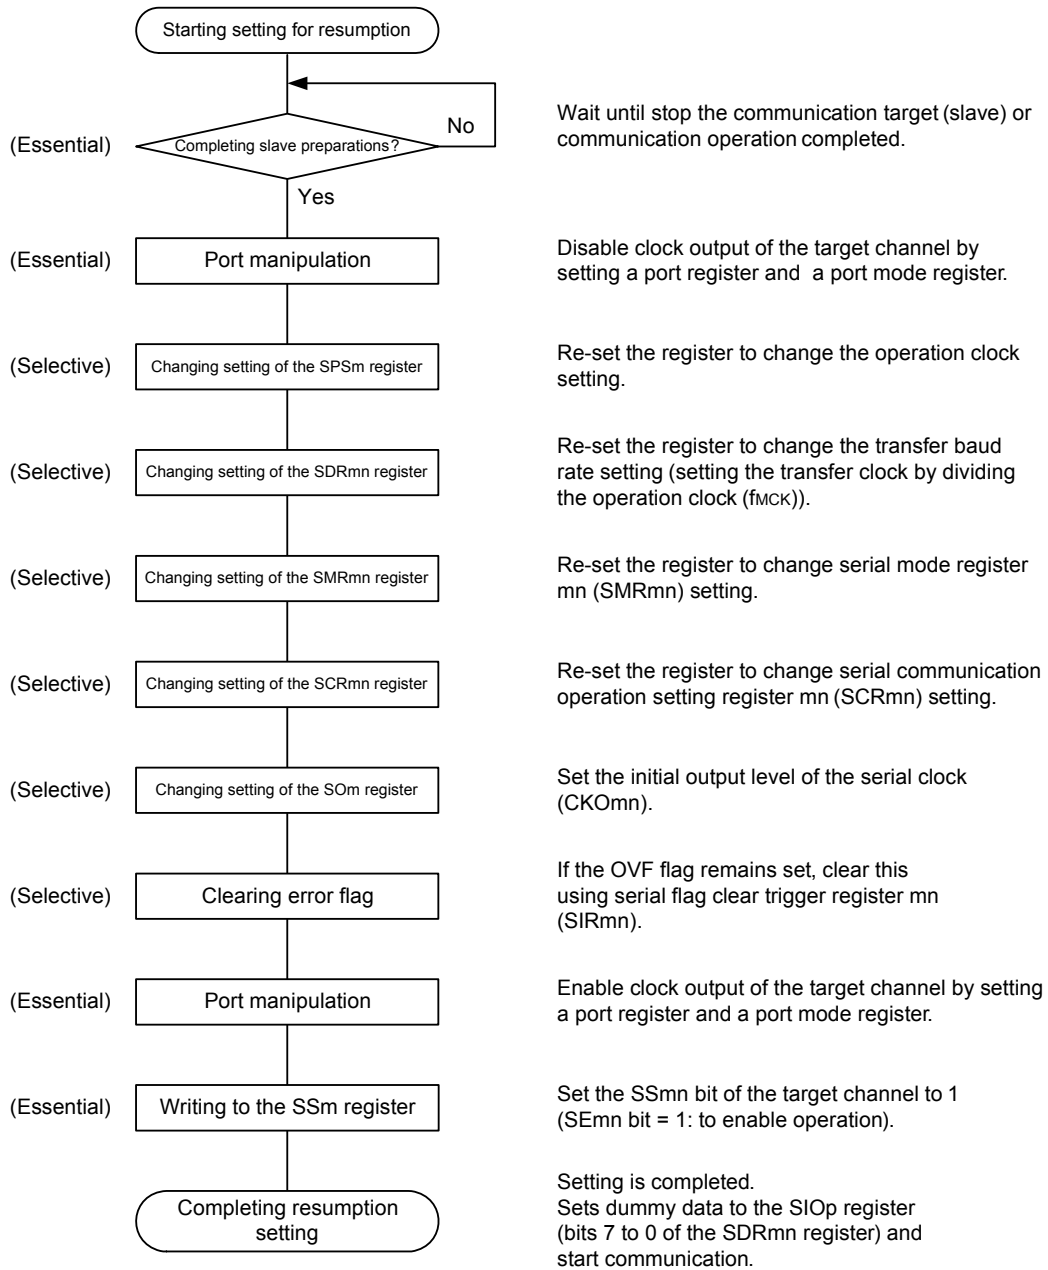 Starting setting for resumption
No
Wait until stop the communication target (slave) or
communication operation completed.
(Essential)
Completing slave preparations?
Yes
(Essential)
Port manipulation
Disable clock output of the target channel by
setting a port register and  a port mode register.
(Selective)
Changing setting of the SPSm register
Re-set the register to change the operation clock
setting.
(Selective)
Changing setting of the SDRmn register
Re-set the register to change the transfer baud
rate setting (setting the transfer clock by dividing
the operation clock (fMCK)).
(Selective)
Changing setting of the SMRmn register
Re-set the register to change serial mode register
mn (SMRmn) setting.
(Selective)
Changing setting of the SCRmn register
Re-set the register to change serial communication
operation setting register mn (SCRmn) setting.
(Selective)
Changing setting of the SOm register
Set the initial output level of the serial clock
(CKOmn).
(Selective)
Clearing error flag
If the OVF flag remains set, clear this
using serial flag clear trigger register mn
(SIRmn).
(Essential)
Port manipulation
Enable clock output of the target channel by setting
a port register and a port mode register.
(Essential)
Writing to the SSm register
Set the SSmn bit of the target channel to 1
(SEmn bit = 1: to enable operation).
Completing resumption
setting
Setting is completed.
Sets dummy data to the SIOp register
(bits 7 to 0 of the SDRmn register) and
start communication.